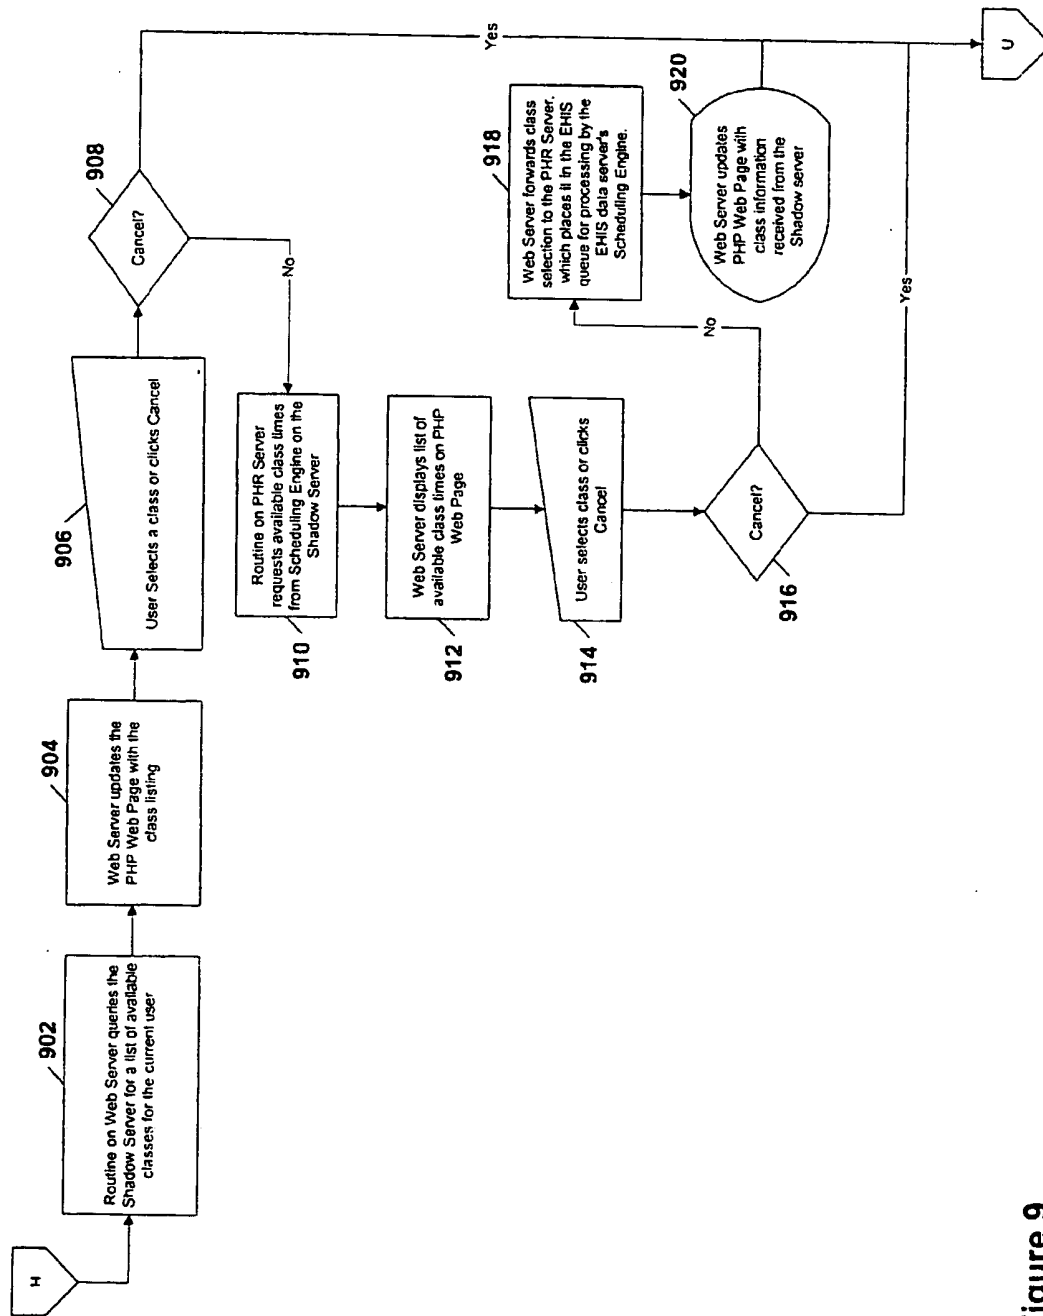 H
902
Routine on Web Server queries the
Shadow Server for a list of available
classes for the current user
904
Web Server updates the
PHP Web Page with the
class listing
906
User Selects a class or clicks Cancel
908
Cancel?
Yes
No
Routine on PHR Server
requests available class times
from Scheduling Engine on the
Shadow Server
910
Web Server displays list of
available class times on PHP
Web Page
912
User selects class or clicks
Cancel
914
Cancel?
916
No
Yes
918
Web Server forwards class
selection to the PHR Server,
which places it in the EHIS
queue for processing by the
EHIS data server's
Scheduling Engine.
920
Web Server updates
PHP Web Page with
class information
received from the
Shadow server
U
Figure 9